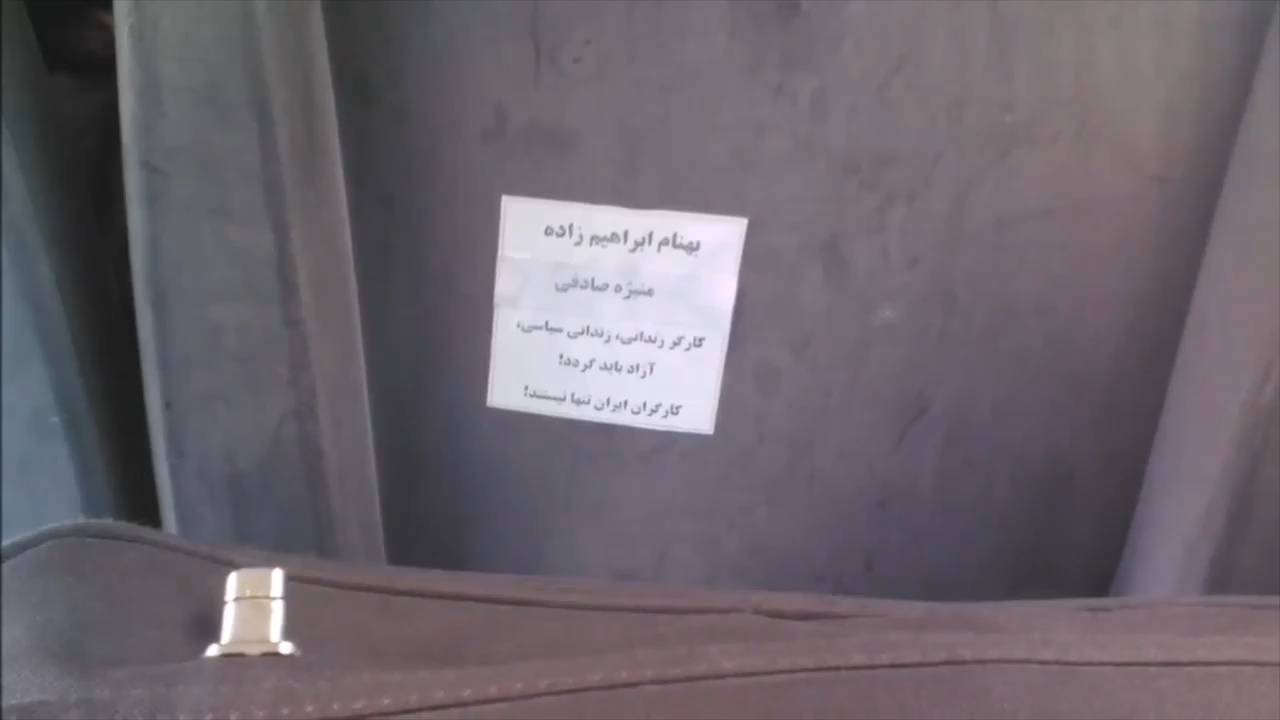 بهنام ابراهیم زاده
منیژه صادقی
کارگر زندانی، زندانی سیاسی،
آزاد باید گردد!
کارگران ایران تنها نیستند!